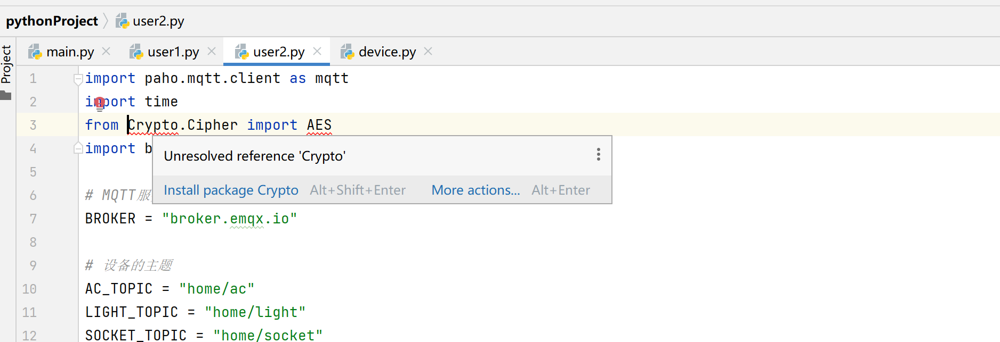 pythonProject user2.py
main.py user1.py user2.py device.py
Project
1 import paho.mqtt.client as mqtt
2 import time
3 from Crypto.Cipher import AES
4 import b
Unresolved reference 'Crypto'
5
Install package Crypto Alt+Shift+Enter More actions... Alt+Enter
6 # MQTT服
7 BROKER = "broker.emqx.io"
8
9 # 设备的主题
10 AC_TOPIC = "home/ac"
11 LIGHT_TOPIC = "home/light"
12 SOCKET_TOPIC = "home/socket"